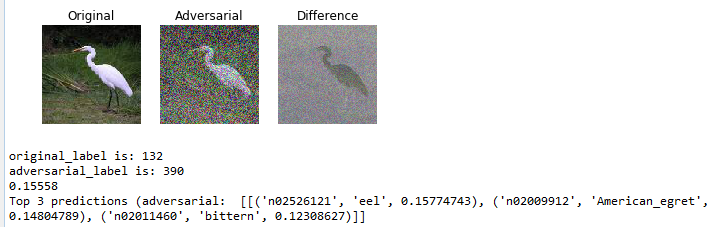 Original Adversarial Difference
original_label is: 132
adversarial_label is: 390
0.15558
Top 3 predictions (adversarial:  [[('n02526121', 'eel', 0.15774743), ('n02009912', 'American_egret',
0.14804789), ('n02011460', 'bittern', 0.12308627)]]